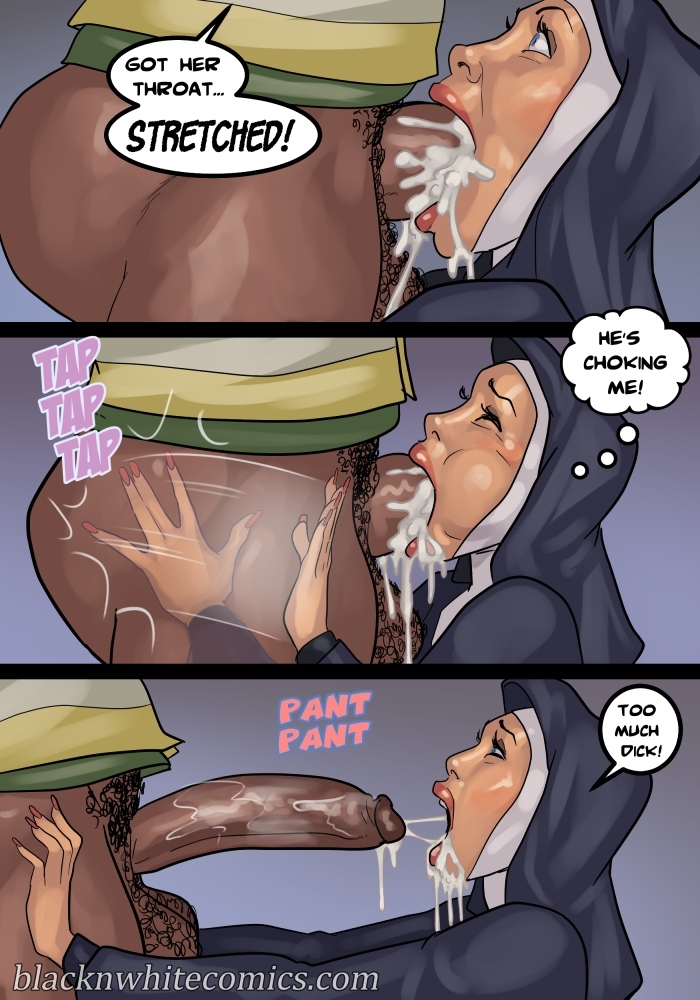 GOT HER
THROAT...
STRETCHED!
TAP
TAP
TAP
HE'S
CHOKING
ME!
PANT
PANT
TOO
MUCH
DICK!
blacknwhitecomics.com